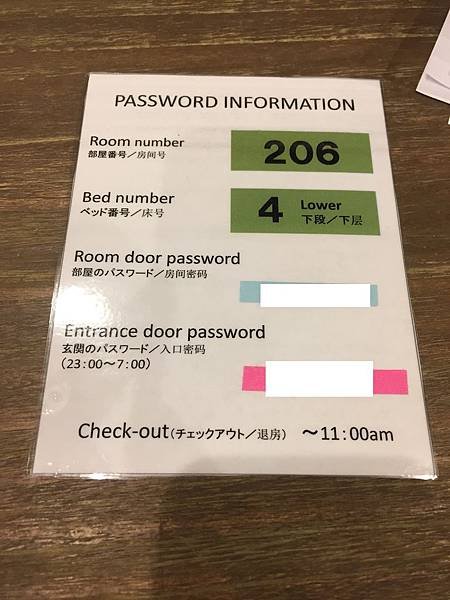 PASSWORD INFORMATION
Room number 206
部屋番号／房间号
Bed number 4 Lower
ベッド番号／床号 下段／下层
Room door password
部屋のパスワード／房间密码
Entrance door password
玄関のパスワード／入口密码
（23：00～7：00）
Check-out（チェックアウト／退房） ～11：00am